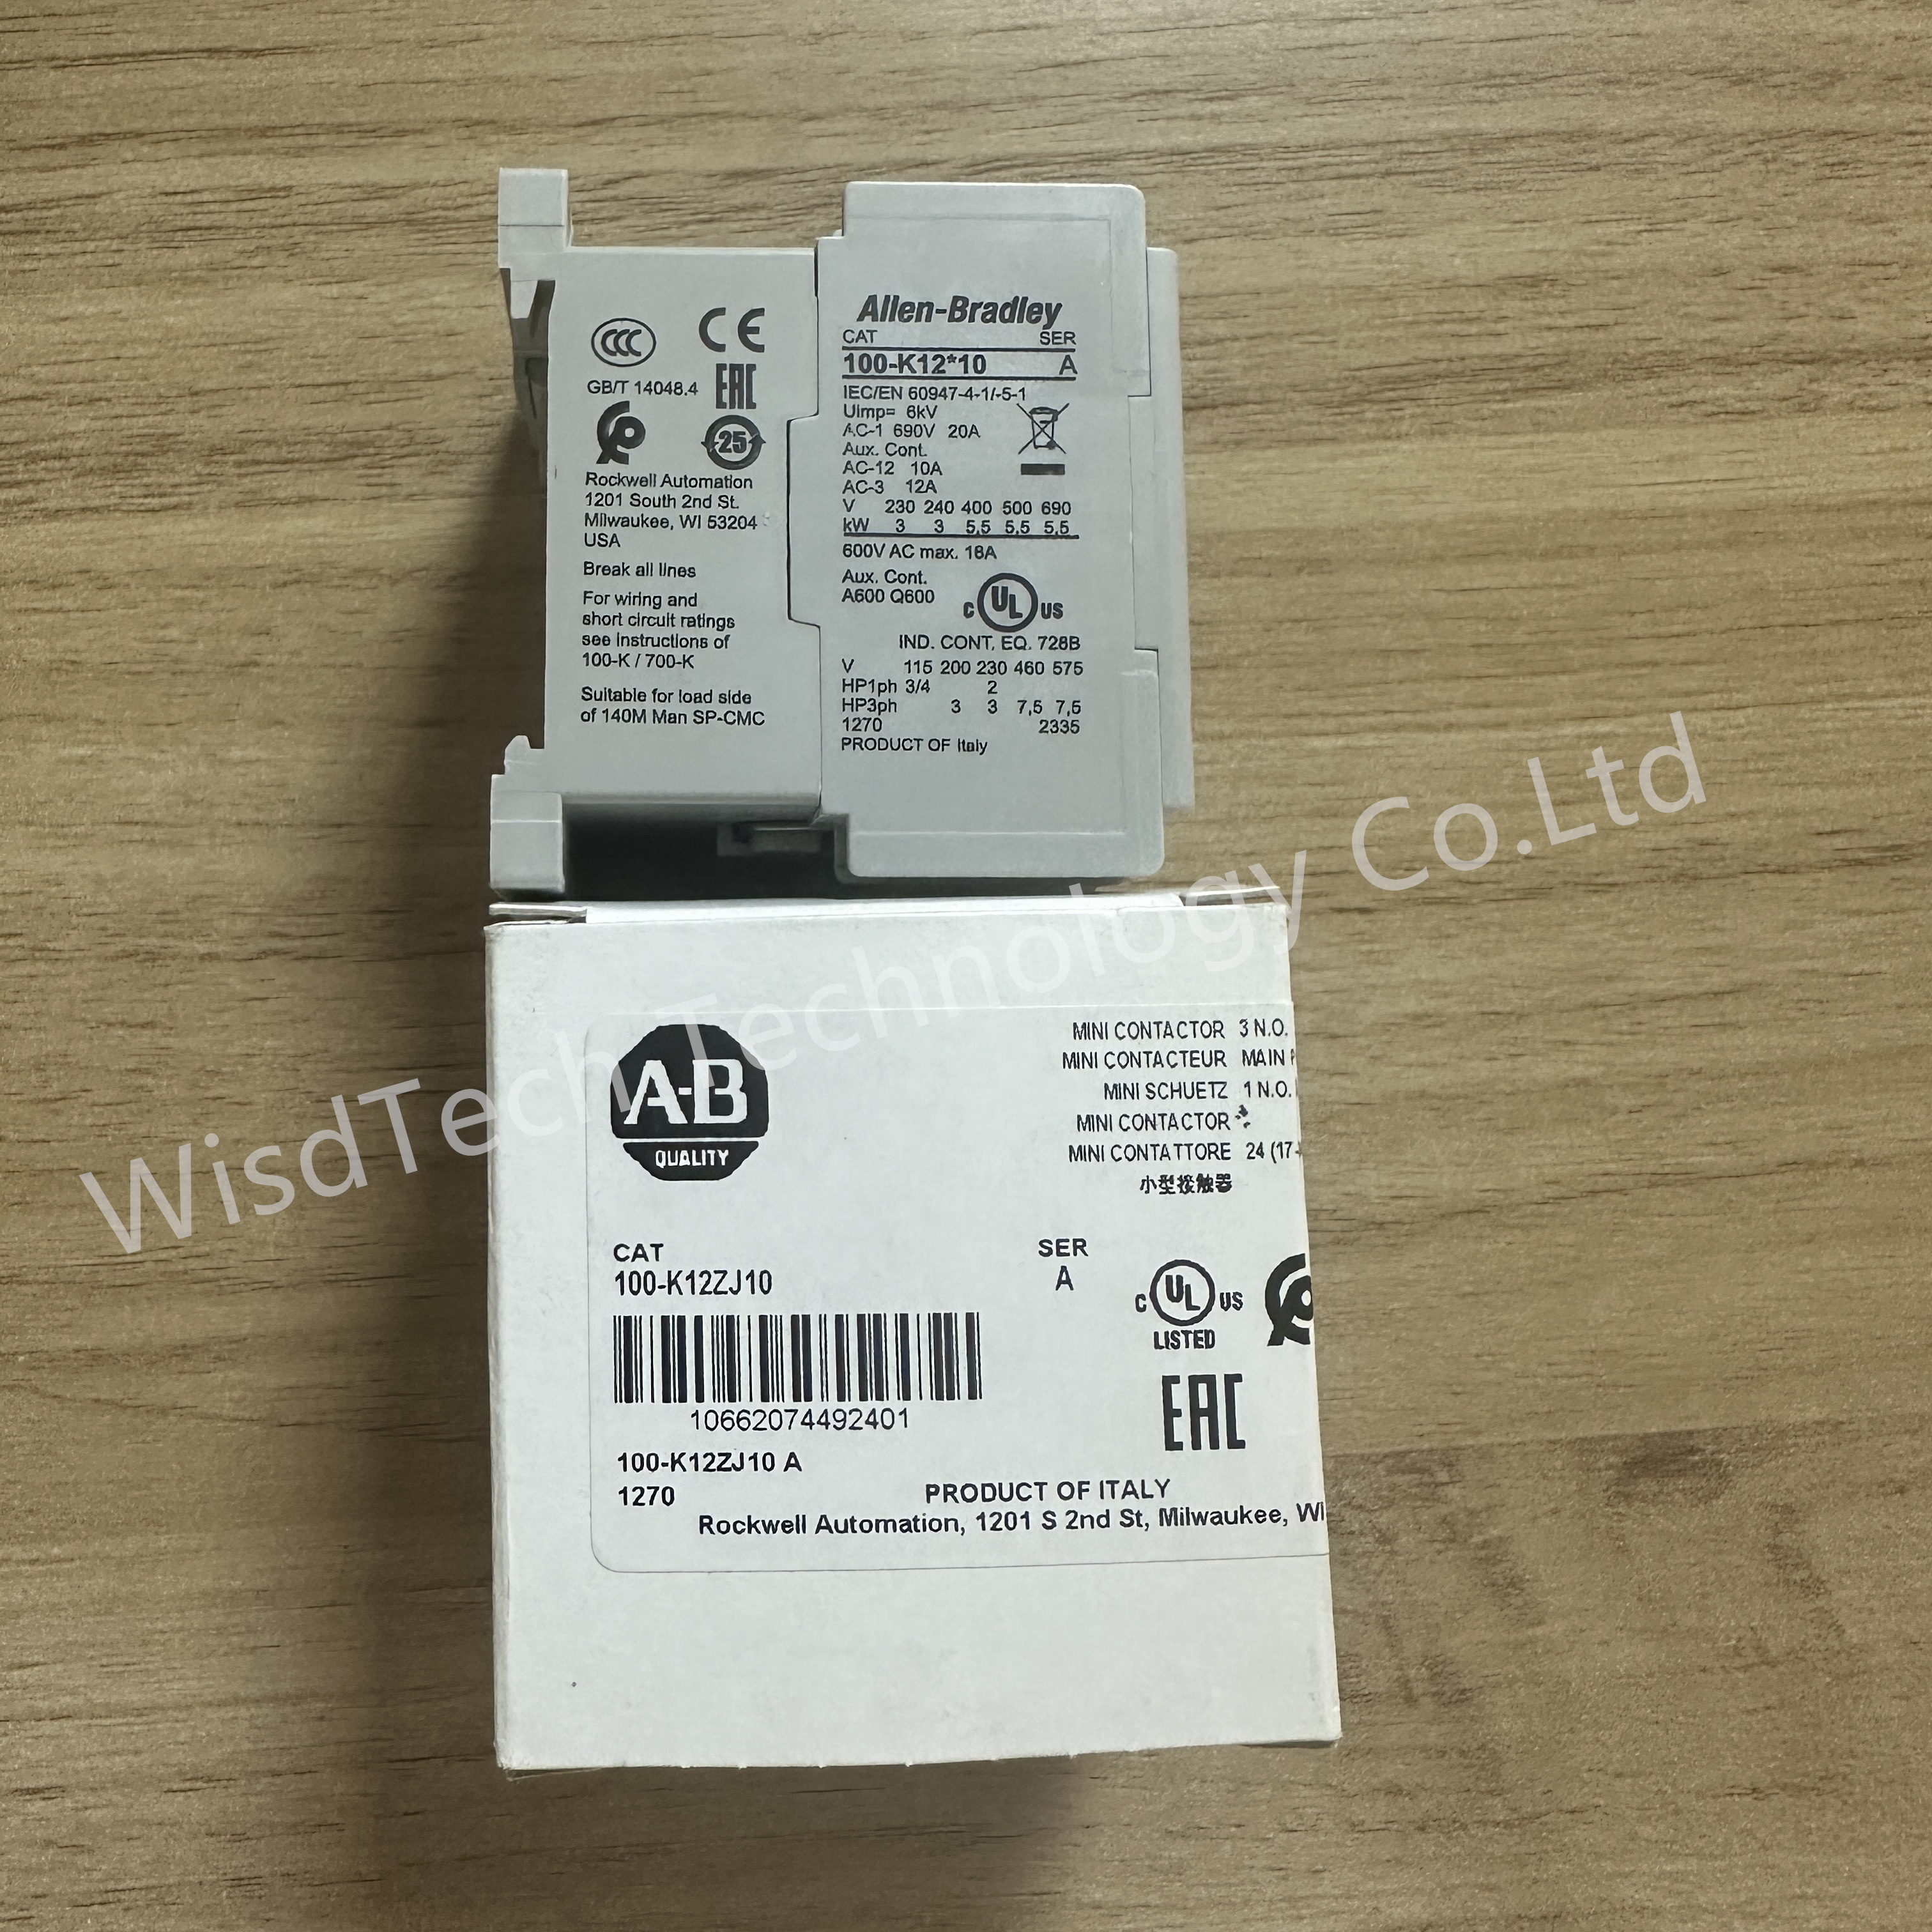 CCC
CE
GB/T 14048.4
EAC
25
Rockwell Automation
1201 South 2nd St.
Milwaukee, WI 53204
USA
Break all lines
For wiring and
short circuit ratings
see instructions of
100-K / 700-K
Suitable for load side
of 140M Man SP-CMC
Allen-Bradley
CAT SER
100-K12*10 A
IEC/EN 60947-4-1/-5-1
Uimp= 6kV
AC-1 690V 20A
Aux. Cont.
AC-12 10A
AC-3 12A
V 230 240 400 500 690
kW 3 3 5,5 5,5 5,5
600V AC max. 18A
Aux. Cont.
A600 Q600
C UL US
IND. CONT. EQ. 728B
V 115 200 230 460 575
HP1ph 3/4 2
HP3ph 3 3 7,5 7,5
1270 2335
PRODUCT OF Italy
WisdTech Technology Co.Ltd
A-B
QUALITY
MINI CONTACTOR 3 N.O.
MINI CONTACTEUR MAIN
MINI SCHUETZ 1 N.O.
MINI CONTACTOR
MINI CONTATTORE 24 (17-
小型接触器
CAT
100-K12ZJ10
SER
A
C UL US
LISTED
EAC
10662074492401
100-K12ZJ10 A
1270
PRODUCT OF ITALY
Rockwell Automation, 1201 S 2nd St, Milwaukee, WI